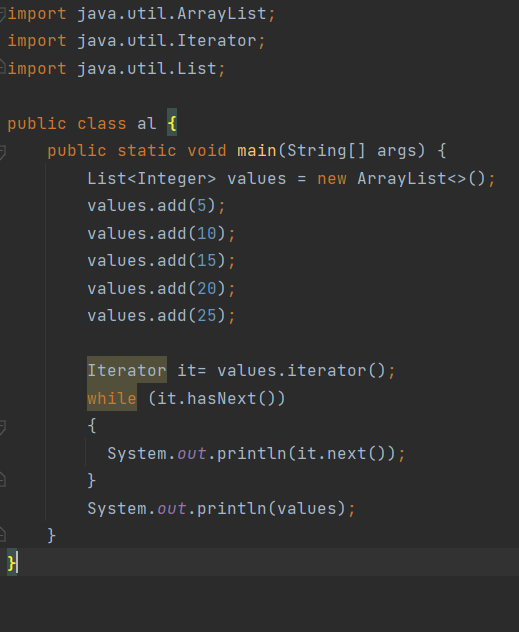 import java.util.ArrayList;
import java.util.Iterator;
import java.util.List;
public class al {
public static void main(String[] args) {
List<Integer> values = new ArrayList<>();
values.add(5);
values.add(10);
values.add(15);
values.add(20);
values.add(25);
Iterator it= values.iterator();
while (it.hasNext())
{
System.out.println(it.next());
}
System.out.println(values);
}
}